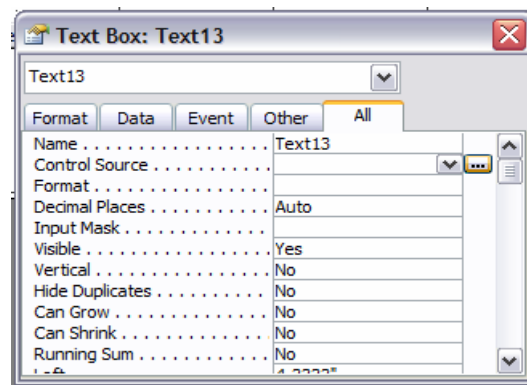 Text Box: Text13
Text13
Format Data Event Other All
Name . . . . . . . . . . . . . . . . . . Text13
Control Source . . . . . . . . . . .
Format . . . . . . . . . . . . . . . . .
Decimal Places . . . . . . . . . . . Auto
Input Mask . . . . . . . . . . . . .
Visible . . . . . . . . . . . . . . . . . . Yes
Vertical . . . . . . . . . . . . . . . . . No
Hide Duplicates . . . . . . . . . . No
Can Grow . . . . . . . . . . . . . . . No
Can Shrink . . . . . . . . . . . . . . No
Running Sum . . . . . . . . . . . . No